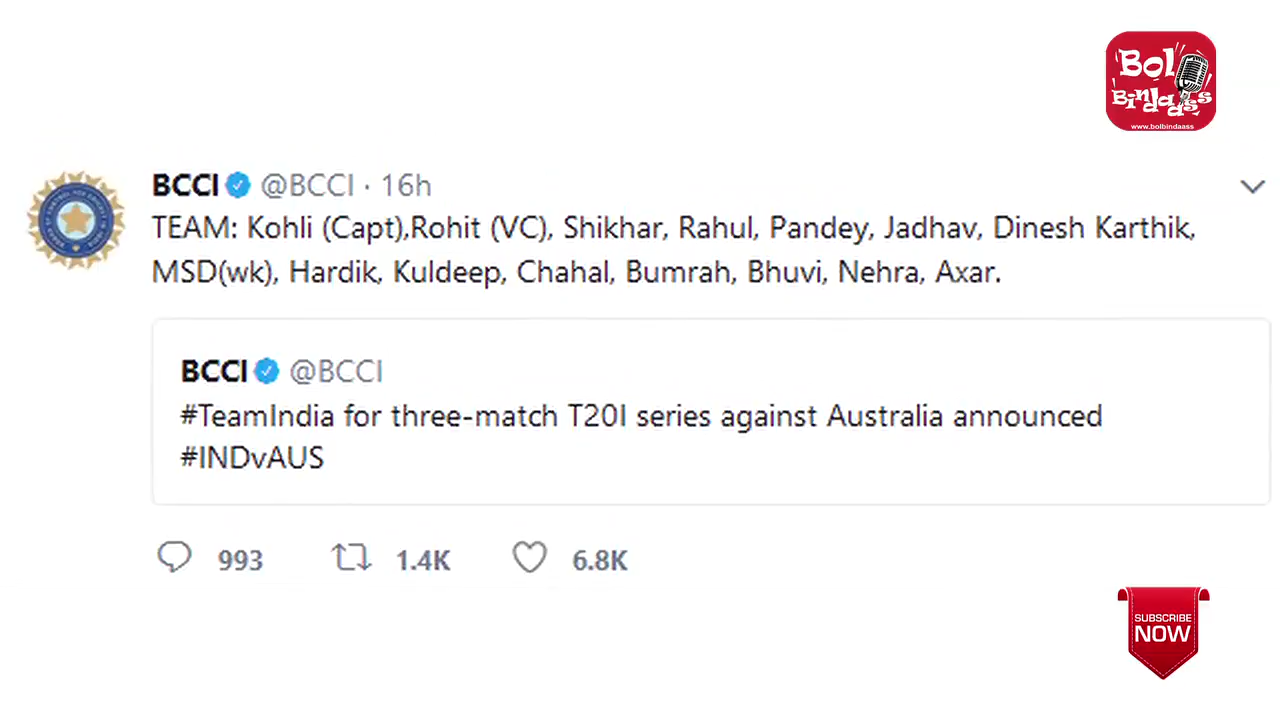 Bol
Bindaass
www.bolbindaass
BCCI @BCCI · 16h
TEAM: Kohli (Capt),Rohit (VC), Shikhar, Rahul, Pandey, Jadhav, Dinesh Karthik,
MSD(wk), Hardik, Kuldeep, Chahal, Bumrah, Bhuvi, Nehra, Axar.
BCCI @BCCI
#TeamIndia for three-match T20I series against Australia announced
#INDvAUS
993 1.4K 6.8K
SUBSCRIBE
NOW